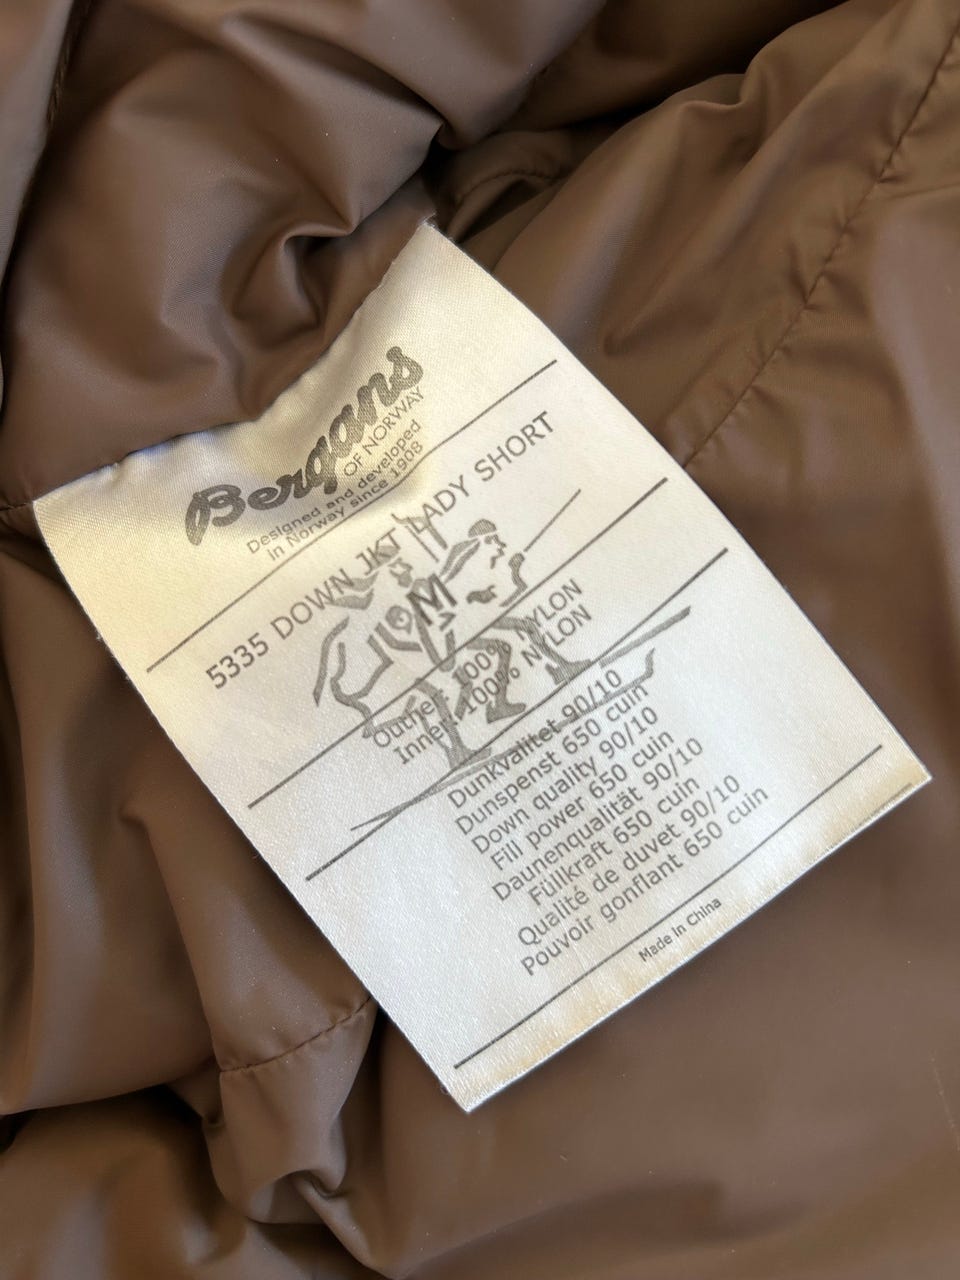 Bergans
OF NORWAY
Designed and developed
in Norway since 1908
5335 DOWN JKT LADY SHORT
M
Outher: 100% NYLON
Inner: 100% NYLON
Dunkvalitet 90/10
Dunspenst 650 cuin
Down quality 90/10
Fill power 650 cuin
Daunenqualität 90/10
Füllkraft 650 cuin
Qualité de duvet 90/10
Pouvoir gonflant 650 cuin
Made in China